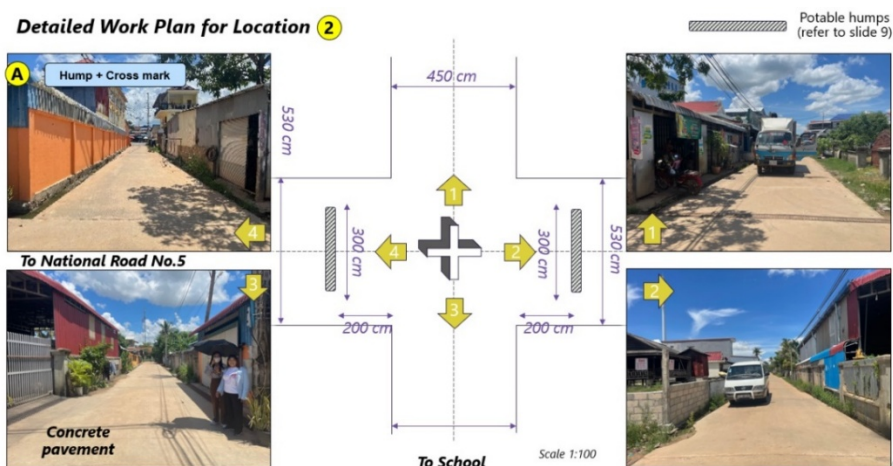 Detailed Work Plan for Location 2
Potable humps
(refer to slide 9)
A
Hump + Cross mark
450 cm
530 cm
300 cm
300 cm
530 cm
1
4
2
3
4
1
To National Road No.5
3
2
200 cm
200 cm
Concrete
pavement
To School
Scale 1:100